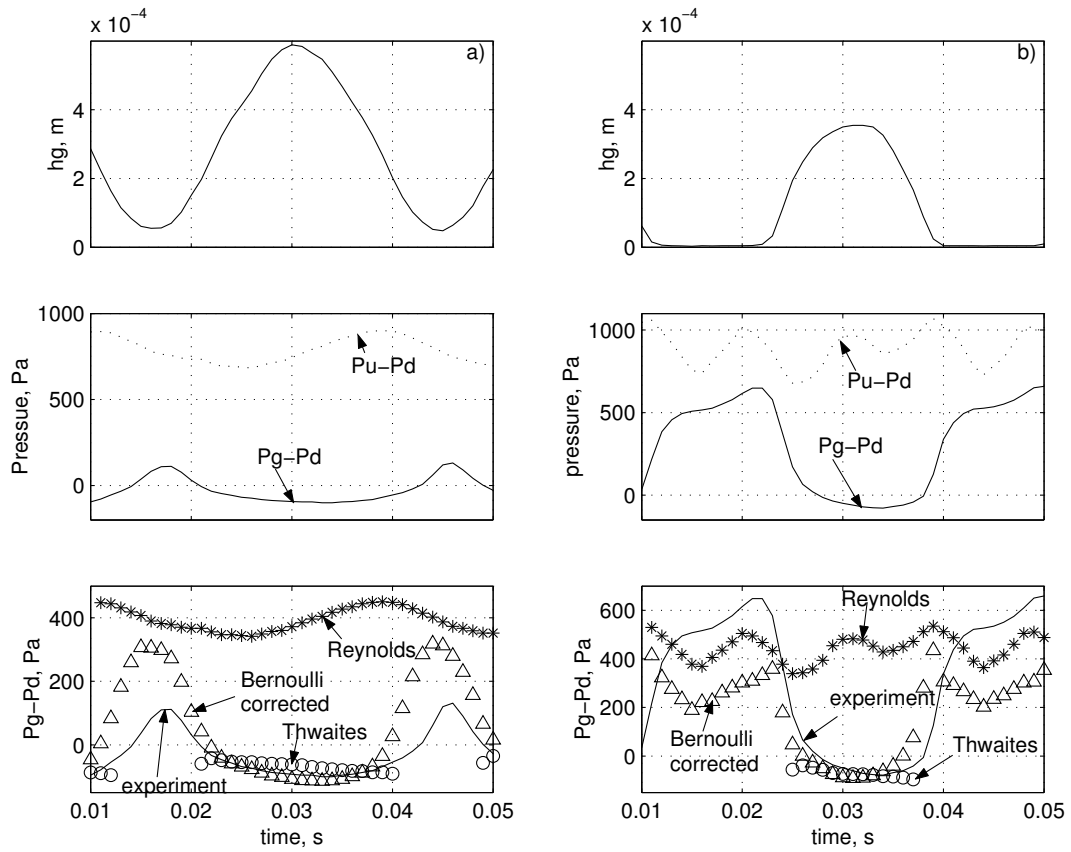 x 10⁻⁴
a)
hg, m
4
2
0
x 10⁻⁴
b)
hg, m
4
2
0
Pressue, Pa
1000
500
0
Pu−Pd
Pg−Pd
pressure, Pa
1000
500
0
Pu−Pd
Pg−Pd
Pg−Pd, Pa
400
200
0
Reynolds
Bernoulli
corrected
Thwaites
experiment
0.01 0.02 0.03 0.04 0.05
time, s
Pg−Pd, Pa
600
400
200
0
Reynolds
experiment
Bernoulli
corrected
Thwaites
0.01 0.02 0.03 0.04 0.05
time, s